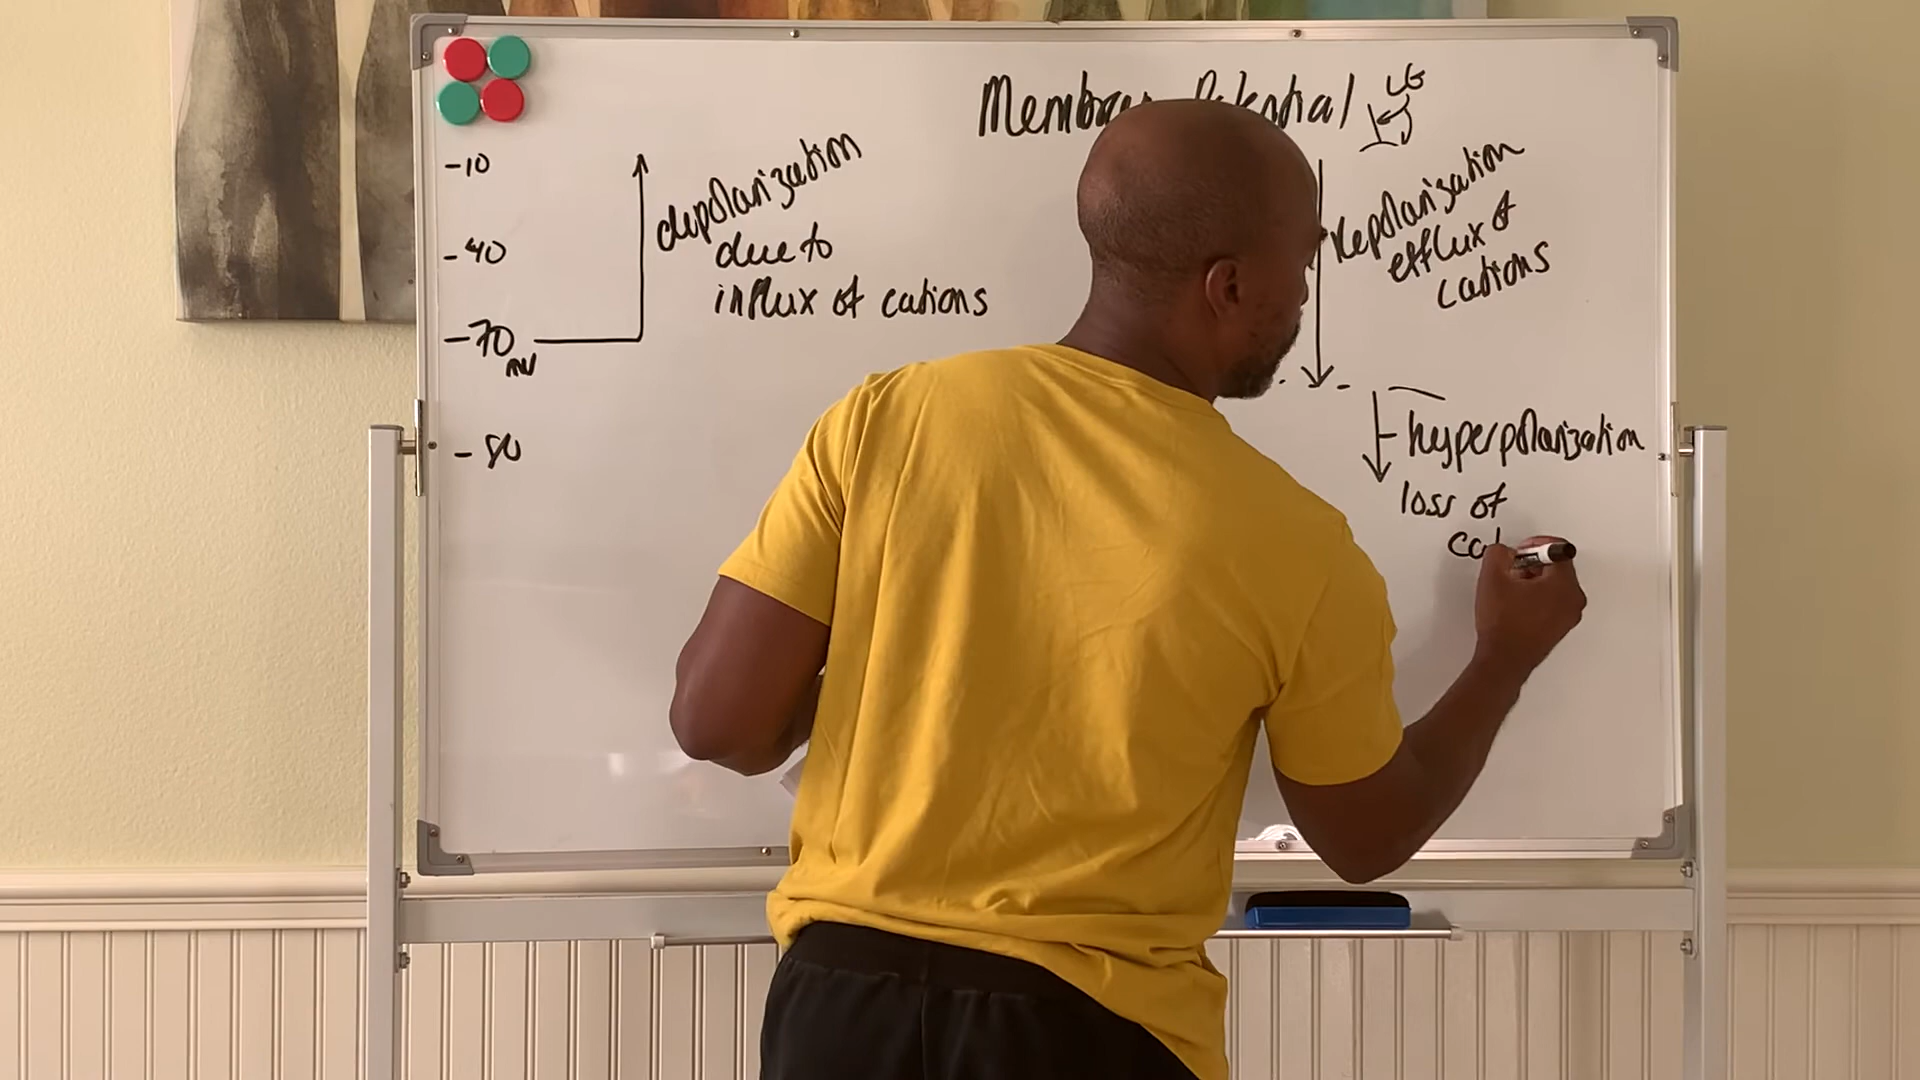 Membrane Potential
-10
-40
-70
mv
-80
depolarization
due to
influx of cations
Repolarization
efflux of
cations
hyperpolarization
loss of
cat